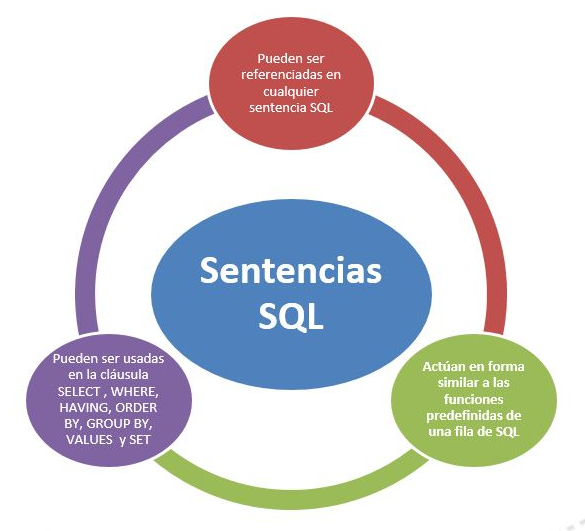 Pueden ser
referenciadas en
cualquier
sentencia SQL
Sentencias
SQL
Pueden ser usadas
en la cláusula
SELECT , WHERE,
HAVING, ORDER
BY, GROUP BY,
VALUES y SET
Actúan en forma
similar a las
funciones
predefinidas de
una fila de SQL